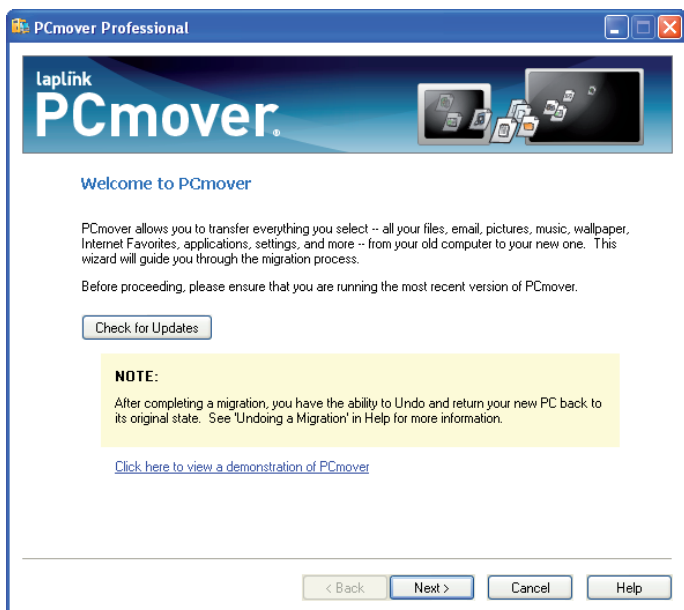 PCmover Professional
laplink
PCmover®
Welcome to PCmover
PCmover allows you to transfer everything you select -- all your files, email, pictures, music, wallpaper,
Internet Favorites, applications, settings, and more -- from your old computer to your new one. This
wizard will guide you through the migration process.
Before proceeding, please ensure that you are running the most recent version of PCmover.
Check for Updates
NOTE:
After completing a migration, you have the ability to Undo and return your new PC back to
its original state. See 'Undoing a Migration' in Help for more information.
Click here to view a demonstration of PCmover
< Back
Next >
Cancel
Help